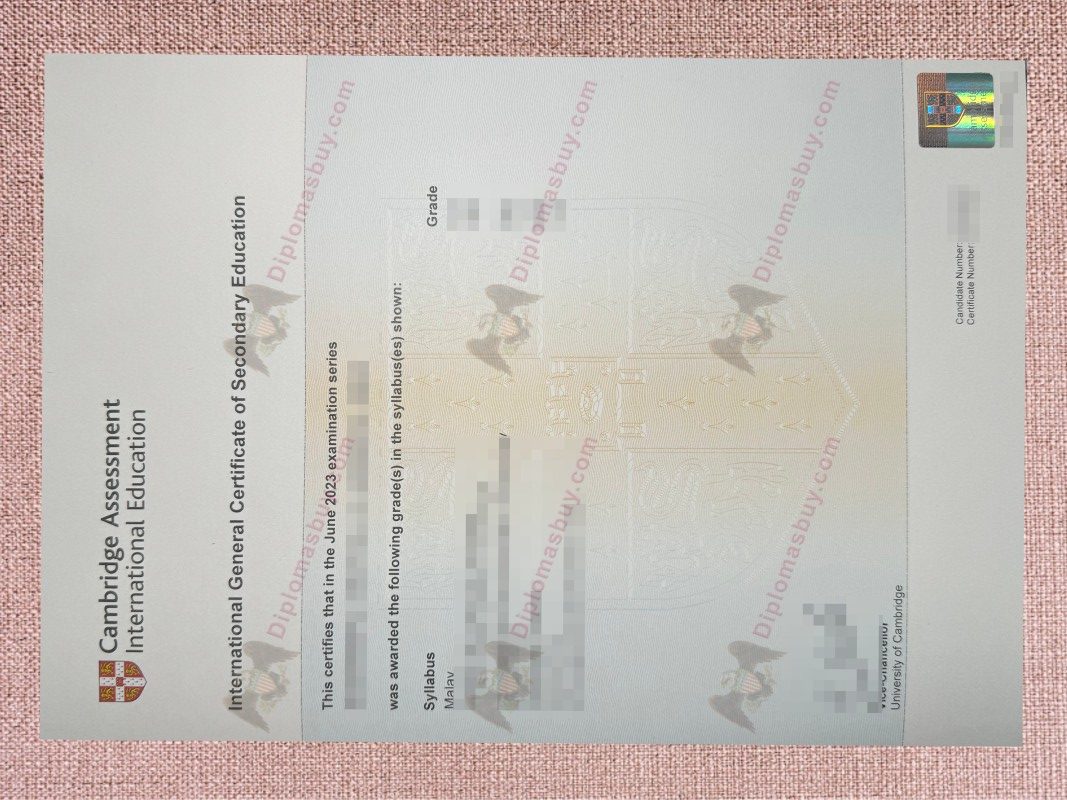 Cambridge Assessment
International Education
International General Certificate of Secondary Education
This certifies that in the June 2023 examination series
was awarded the following grade(s) in the syllabus(es) shown:
Syllabus Grade
Malay
Vice-Chancellor
University of Cambridge
Candidate Number:
Certificate Number:
Diplomasbuy.com
Diplomasbuy.com
Diplomasbuy.com
Diplomasbuy.com
Diplomasbuy.com
Diplomasbuy.com